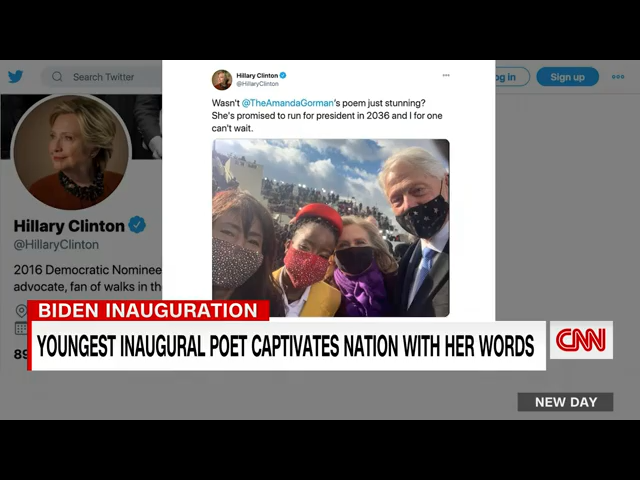 Search Twitter
Log in
Sign up
Hillary Clinton
@HillaryClinton
Wasn't @TheAmandaGorman's poem just stunning?
She's promised to run for president in 2036 and I for one
can't wait.
Hillary Clinton
@HillaryClinton
2016 Democratic Nominee
advocate, fan of walks in the
BIDEN INAUGURATION
YOUNGEST INAUGURAL POET CAPTIVATES NATION WITH HER WORDS
CNN
NEW DAY